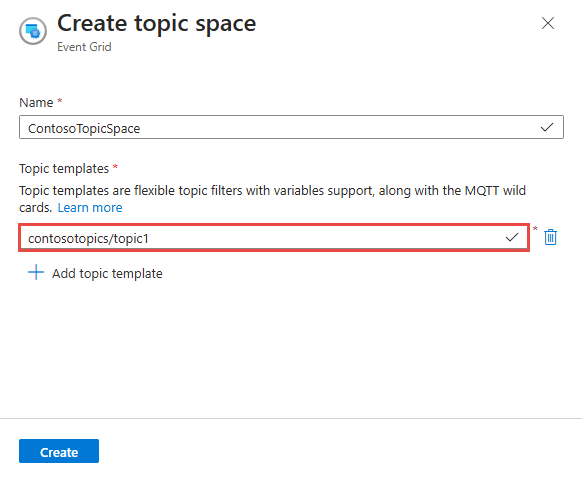 Create topic space
Event Grid
Name *
ContosoTopicSpace
Topic templates *
Topic templates are flexible topic filters with variables support, along with the MQTT wild
cards. Learn more
contosotopics/topic1 *
Add topic template
Create